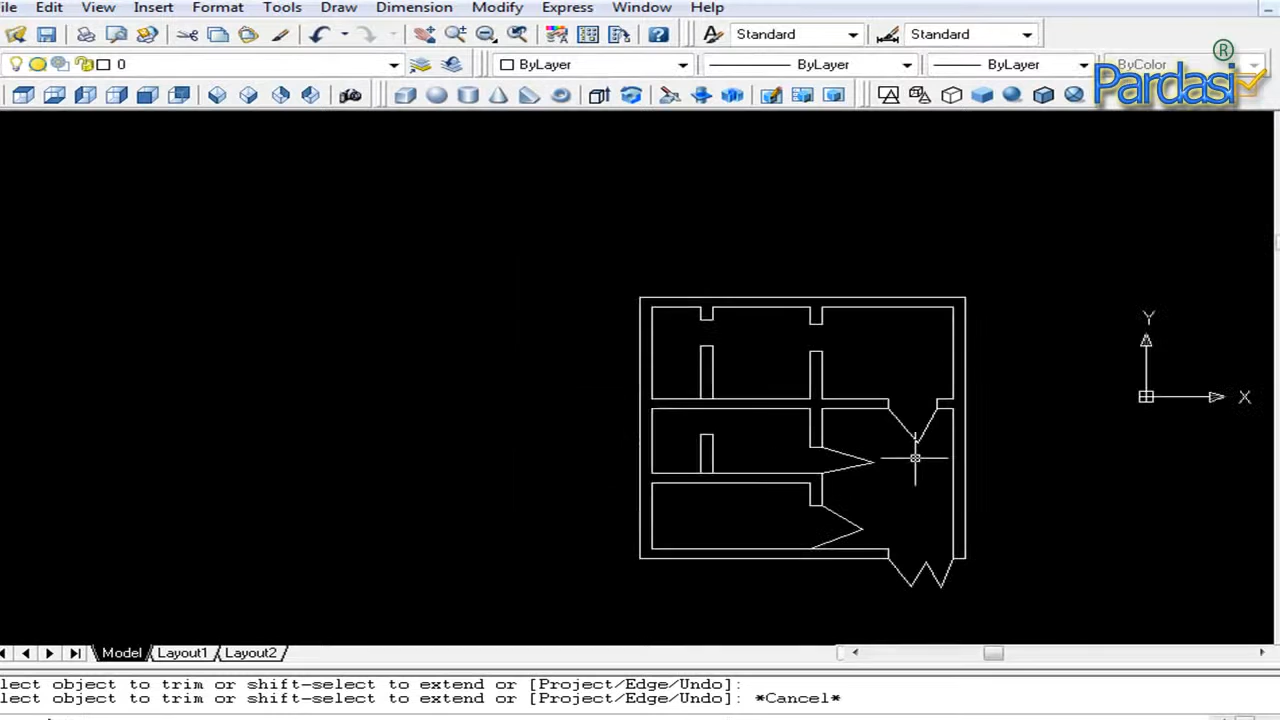 ile Edit View Insert Format Tools Draw Dimension Modify Express Window Help
Standard Standard
0 ByLayer ByLayer ByLayer ByColor
Pardasi ®
Y
X
Model Layout1 Layout2
lect object to trim or shift-select to extend or [Project/Edge/Undo]:
lect object to trim or shift-select to extend or [Project/Edge/Undo]: *Cancel*